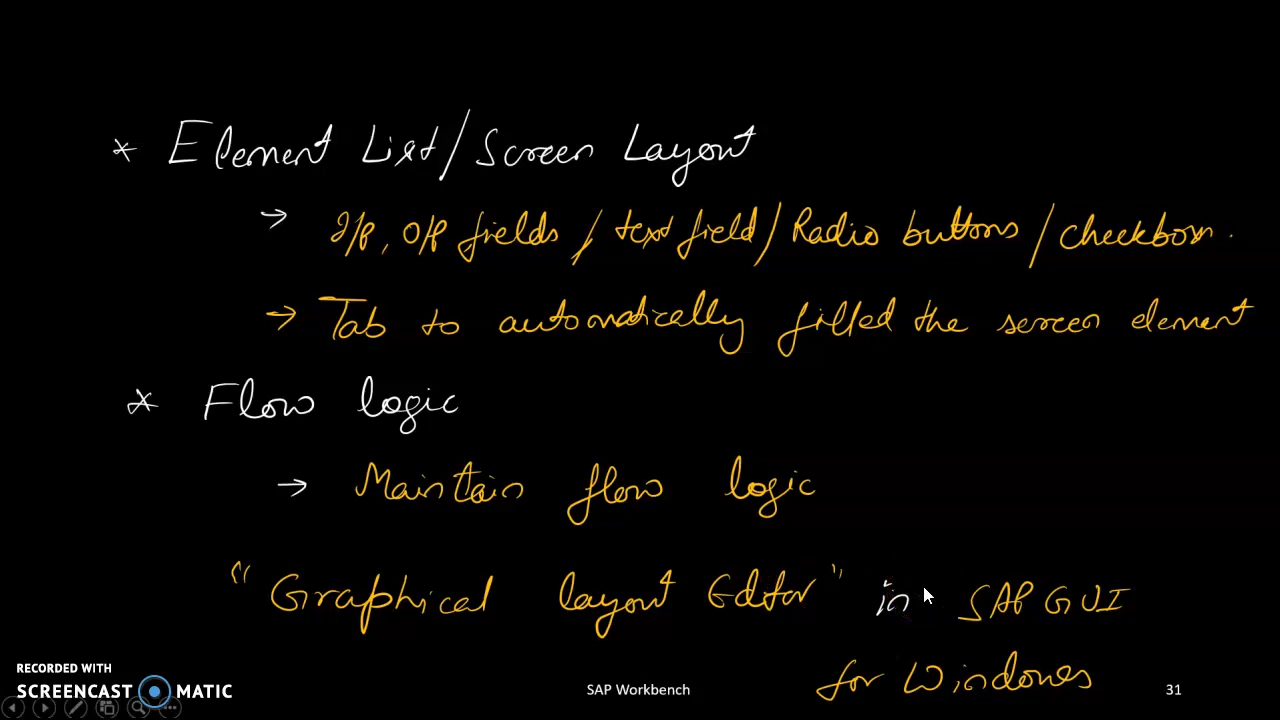 * Element List/Screen Layout
→ I/P, O/P fields / text field / Radio buttons / checkbox.
→ Tab to automatically filled the screen element
* Flow logic
→ Maintain flow logic
"Graphical layout Editor" in SAP GUI
for Windows
RECORDED WITH
SCREENCAST MATIC
SAP Workbench
31